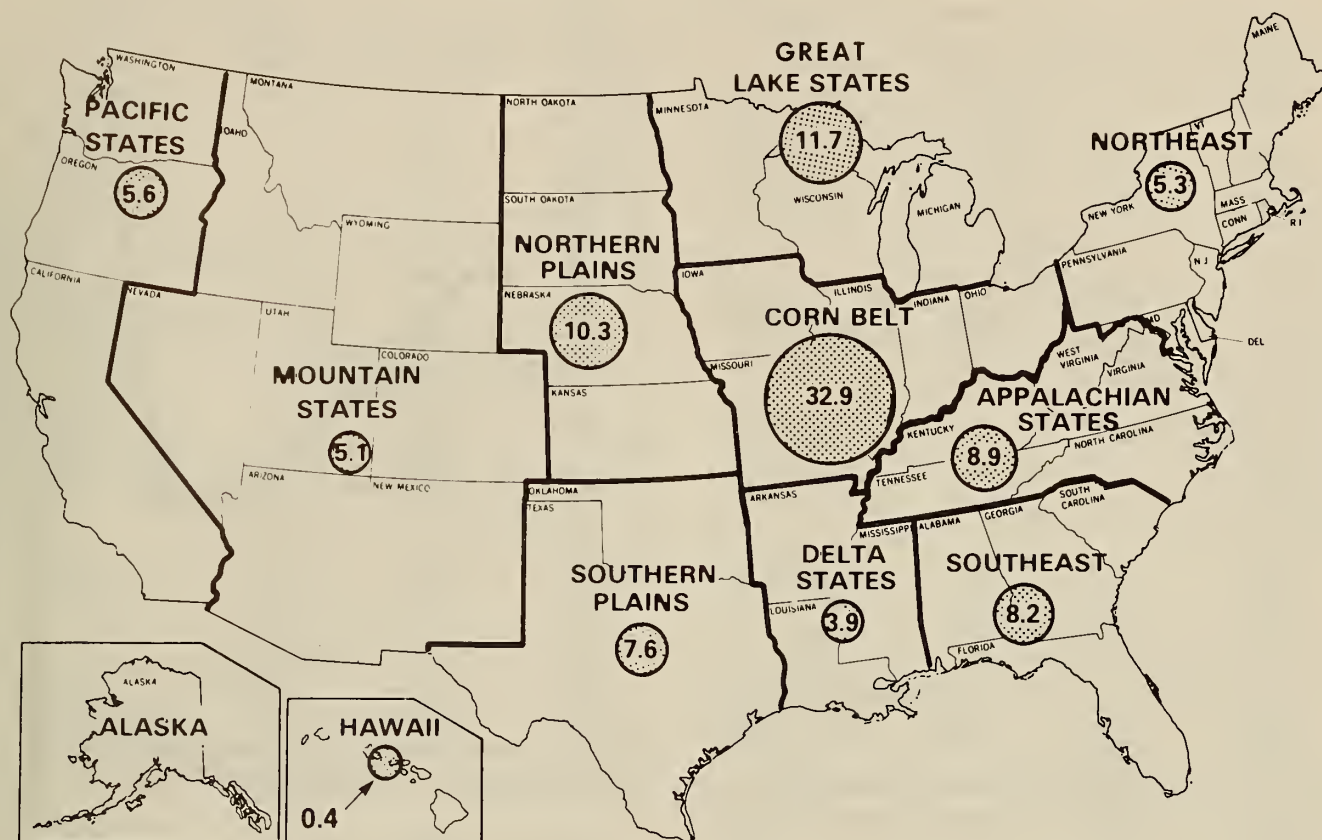 WASHINGTON
PACIFIC
STATES
OREGON
5.6
CALIFORNIA
MONTANA
IDAHO
WYOMING
NEVADA
UTAH
COLORADO
MOUNTAIN
STATES
5.1
ARIZONA
NEW MEXICO
NORTH DAKOTA
SOUTH DAKOTA
NORTHERN
PLAINS
NEBRASKA
10.3
KANSAS
OKLAHOMA
TEXAS
SOUTHERN
PLAINS
7.6
GREAT
LAKE STATES
MINNESOTA
11.7
WISCONSIN
MICHIGAN
IOWA
ILLINOIS
INDIANA
OHIO
CORN BELT
MISSOURI
32.9
ARKANSAS
MISSISSIPPI
DELTA
STATES
LOUISIANA
3.9
MAINE
VT
NORTHEAST
5.3
NEW YORK
MASS
CONN
R I
PENNSYLVANIA
N J
MD
DEL
WEST
VIRGINIA
VIRGINIA
APPALACHIAN
STATES
KENTUCKY
NORTH CAROLINA
TENNESSEE
8.9
SOUTH
CAROLINA
ALABAMA
GEORGIA
SOUTHEAST
8.2
FLORIDA
ALASKA
ALASKA
HAWAII
0.4